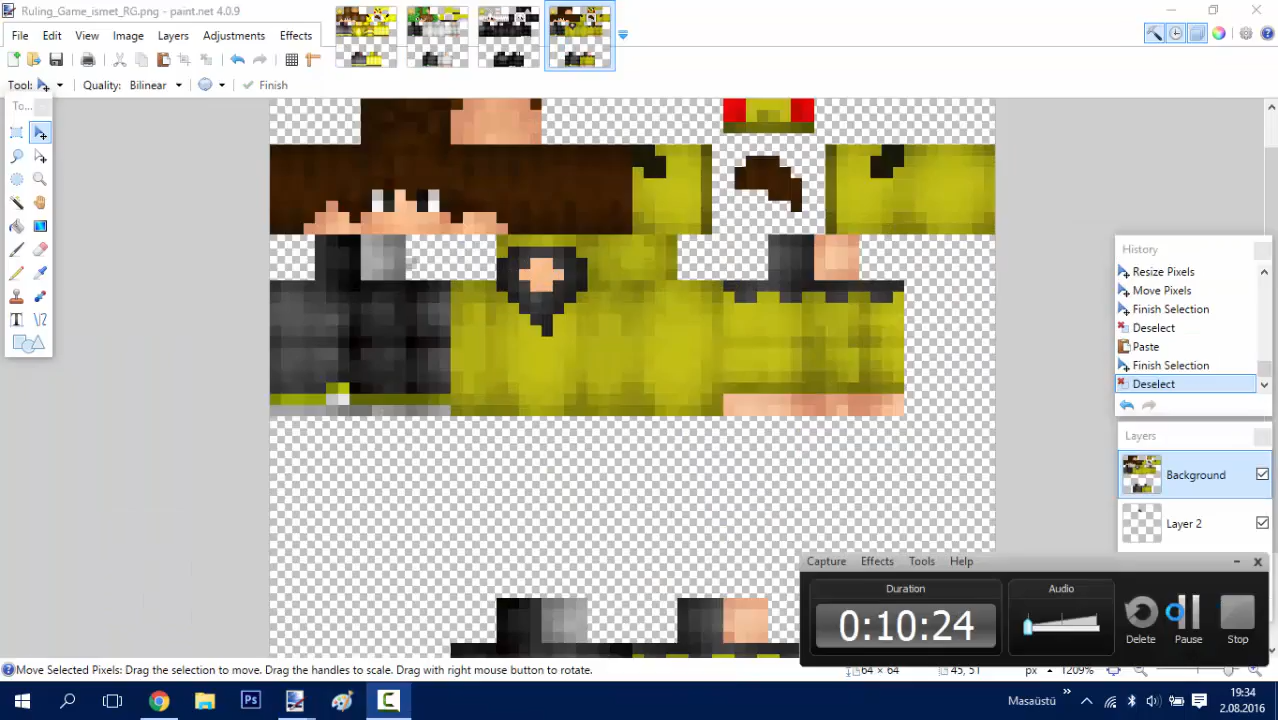 Ruling_Game_ismet_RG.png - paint.net 4.0.9
File Edit View Image Layers Adjustments Effects
Tool: Quality: Bilinear Finish
To...
History
Resize Pixels
Move Pixels
Finish Selection
Deselect
Paste
Finish Selection
Deselect
Layers
Background
Layer 2
Capture Effects Tools Help
Duration Audio
0:10:24
Delete Pause Stop
Move Selected Pixels: Drag the selection to move. Drag the handles to scale. Drag with right mouse button to rotate.
64 × 64 45, 51 px 1209%
Ps
Masaüstü
19:34
2.08.2016